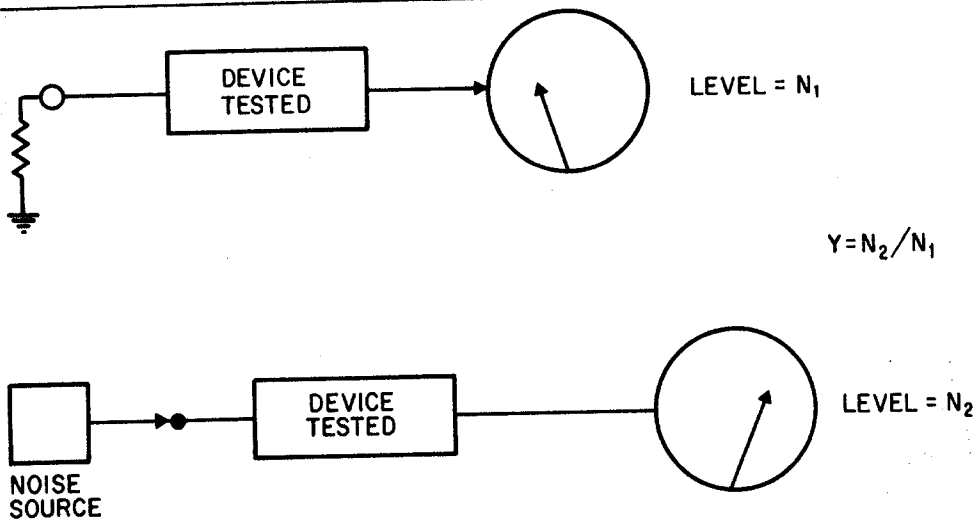 DEVICE
TESTED
LEVEL = N₁
Y=N₂/N₁
DEVICE
TESTED
LEVEL = N₂
NOISE
SOURCE